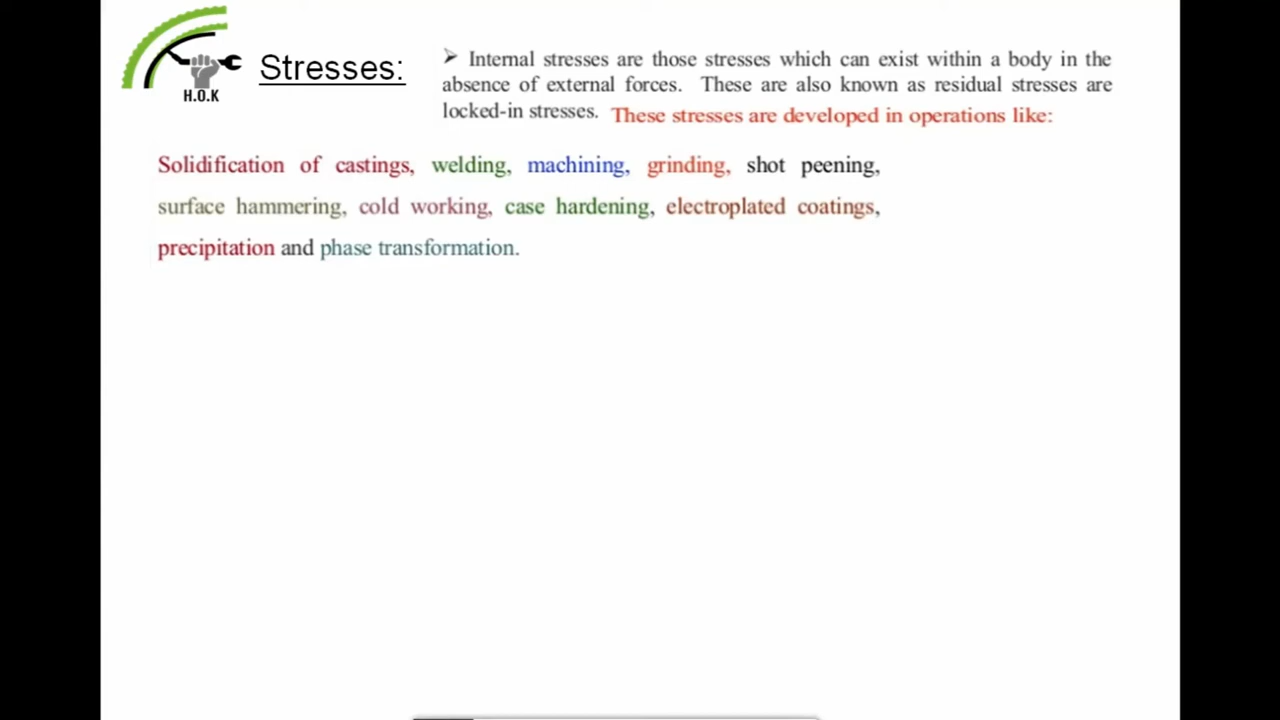 H.O.K
Stresses:
➢ Internal stresses are those stresses which can exist within a body in the
absence of external forces. These are also known as residual stresses are
locked-in stresses. These stresses are developed in operations like:
Solidification of castings, welding, machining, grinding, shot peening,
surface hammering, cold working, case hardening, electroplated coatings,
precipitation and phase transformation.